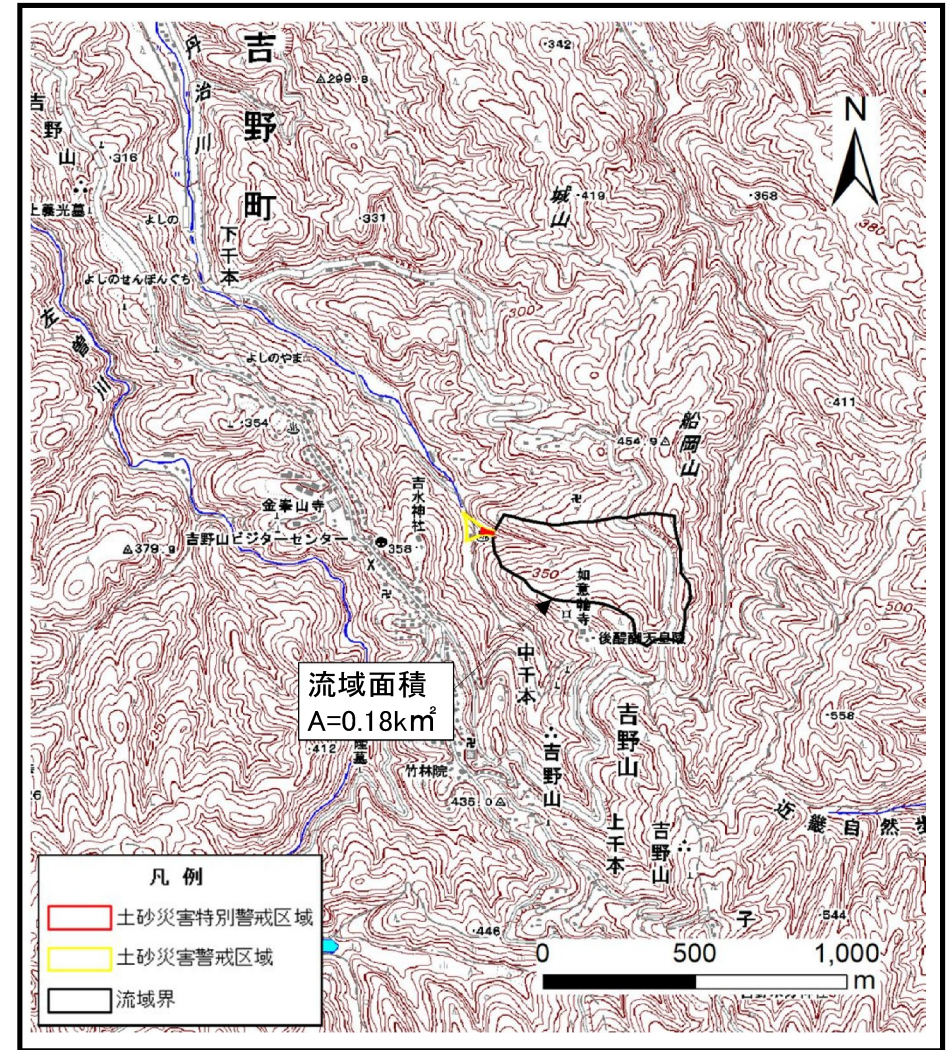 吉野町
丹治川
·342
△299.8
吉野山
·316
上義光墓
よしの
下千本
·331
城山
·419
·368
380
N
よしのせんぼんぐち
左曽川
300
よしのやま
·354
·411
船岡山
454.9△
吉水神社
金峯山寺
吉野山ビジターセンター
358
△379.9
350
如意輪寺
後醍醐天皇陵
500
中千本
流域面積
A=0.18k㎡
·412
吉野山
·558
吉野山
竹林院
435.0△
上千本
吉野山
近畿自然歩
·446
子
·544
凡 例
土砂災害特別警戒区域
土砂災害警戒区域
流域界
0 500 1,000
m